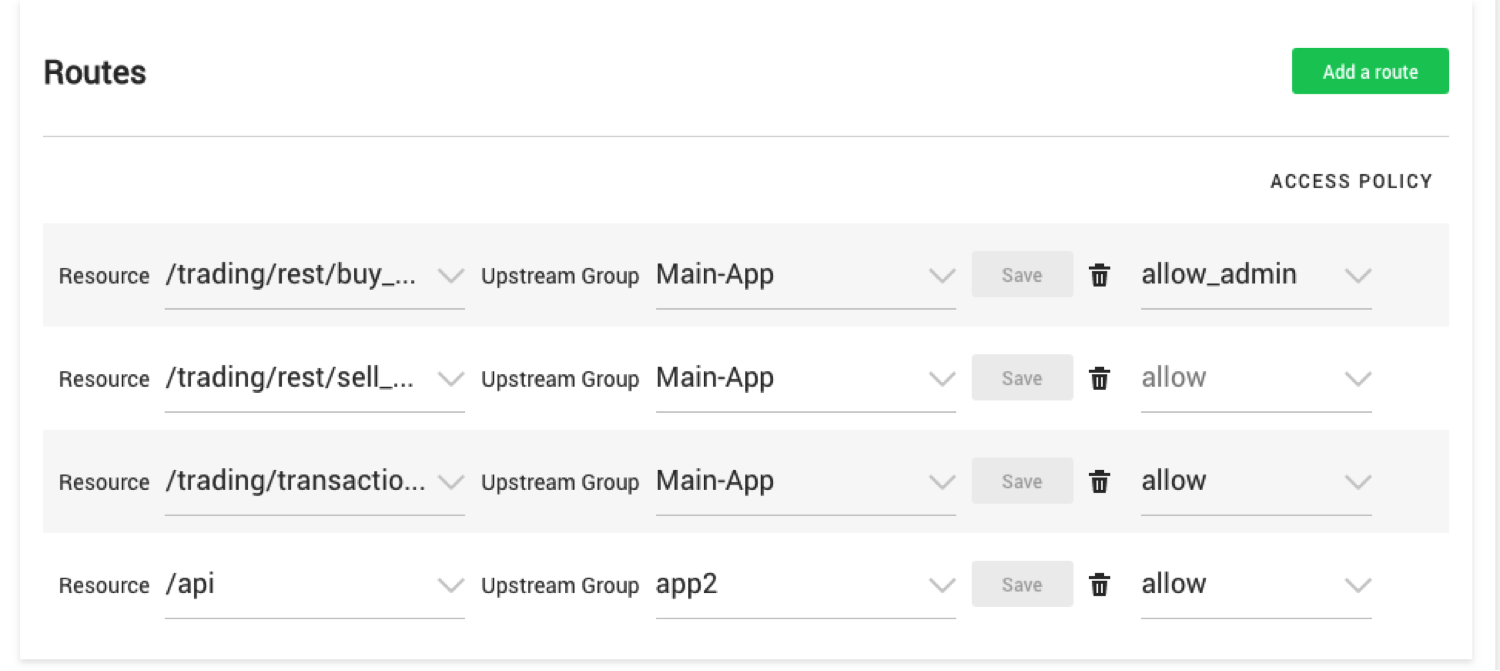 Routes
Add a route
ACCESS POLICY
Resource /trading/rest/buy_... Upstream Group Main-App Save allow_admin
Resource /trading/rest/sell_... Upstream Group Main-App Save allow
Resource /trading/transactio... Upstream Group Main-App Save allow
Resource /api Upstream Group app2 Save allow